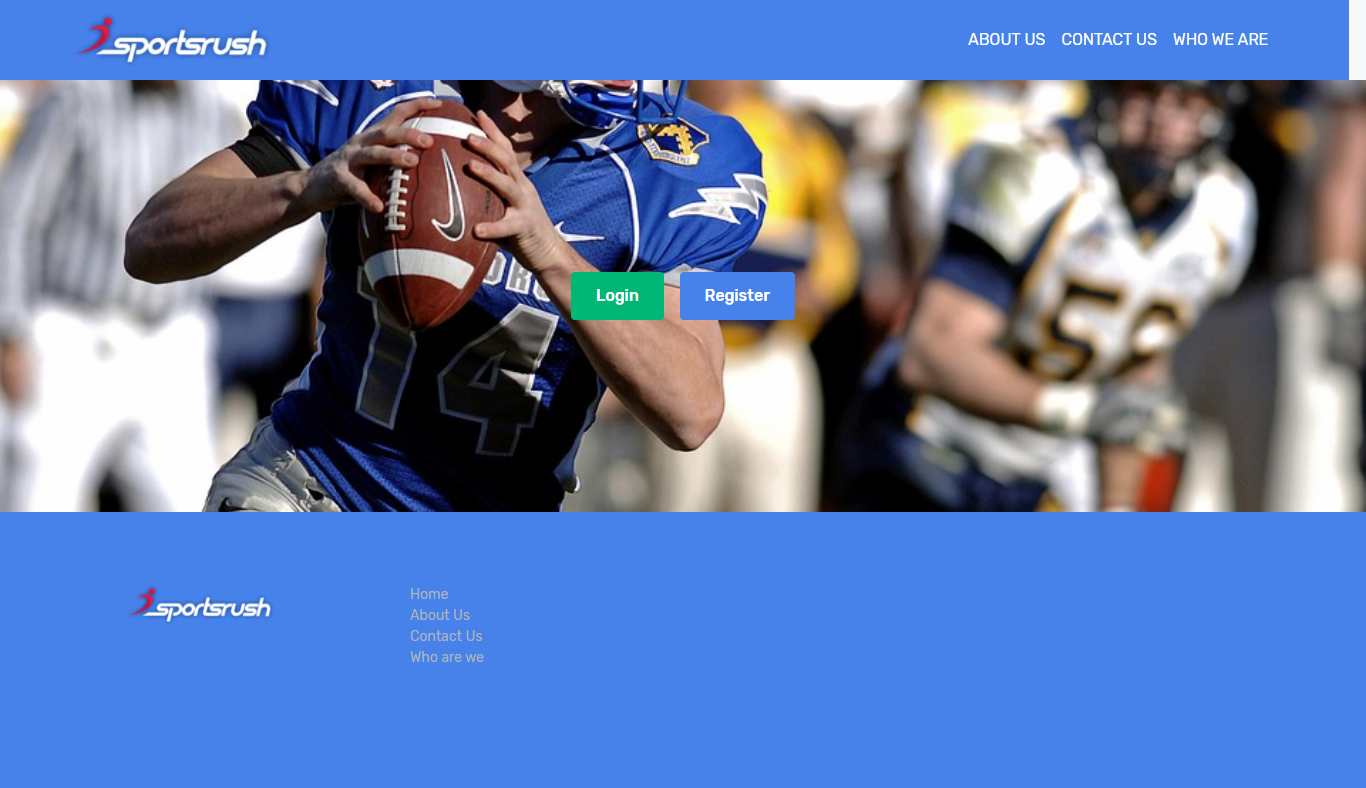 sportsrush
ABOUT US CONTACT US WHO WE ARE
14
52
Login Register
sportsrush
Home
About Us
Contact Us
Who are we